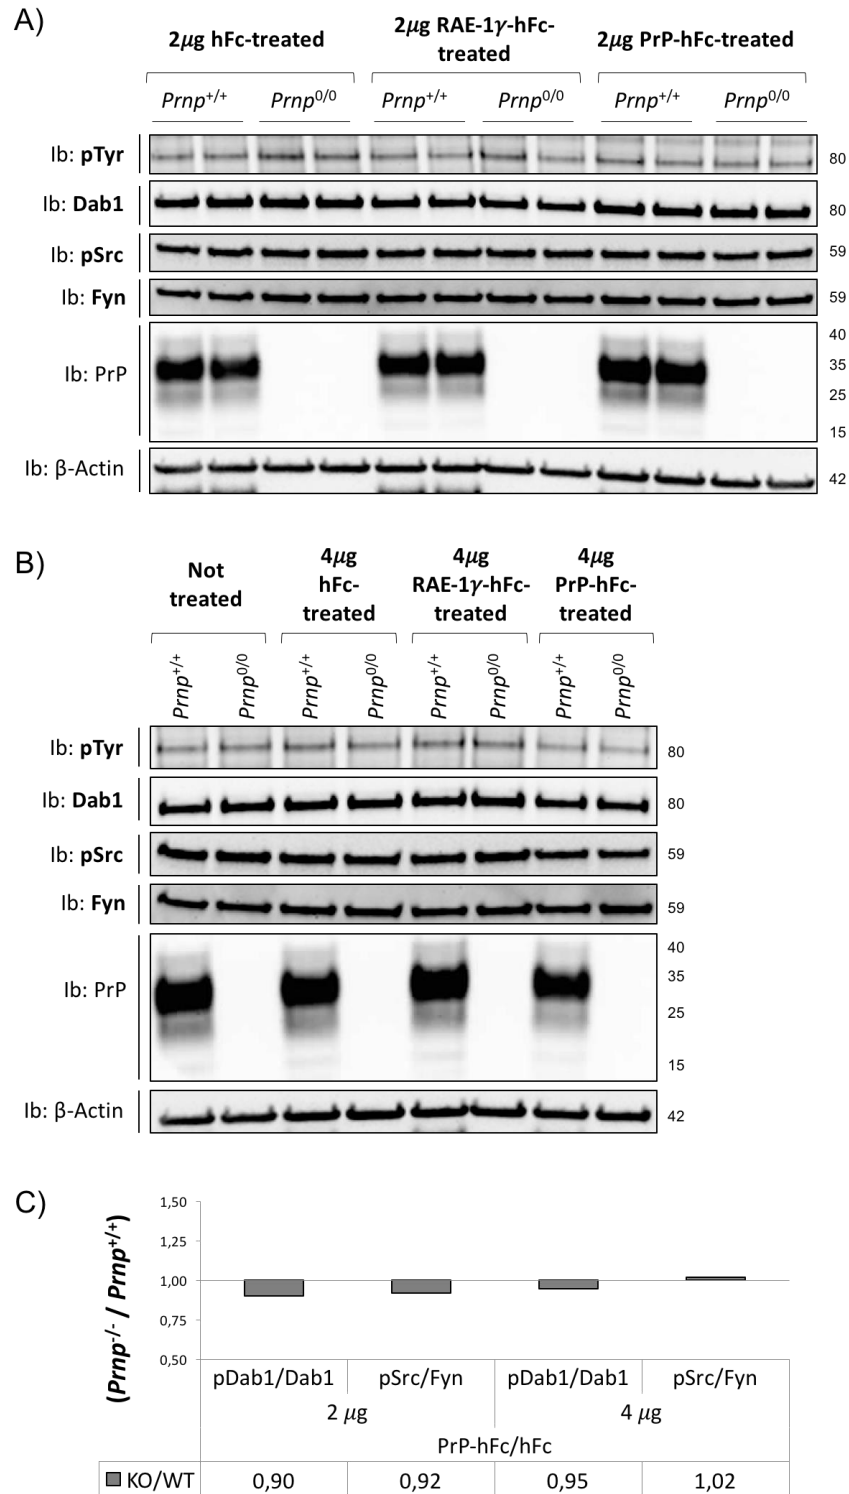 A)
2μg hFc-treated
2μg RAE-1γ-hFc-
treated
2μg PrP-hFc-treated
Prnp+/+ Prnp0/0 Prnp+/+ Prnp0/0 Prnp+/+ Prnp0/0
Ib: pTyr 80
Ib: Dab1 80
Ib: pSrc 59
Ib: Fyn 59
Ib: PrP
40
35
25
15
Ib: β-Actin 42
B)
Not
treated
4μg
hFc-
treated
4μg
RAE-1γ-hFc-
treated
4μg
PrP-hFc-
treated
Prnp+/+ Prnp0/0 Prnp+/+ Prnp0/0 Prnp+/+ Prnp0/0 Prnp+/+ Prnp0/0
Ib: pTyr 80
Ib: Dab1 80
Ib: pSrc 59
Ib: Fyn 59
Ib: PrP
40
35
25
15
Ib: β-Actin 42
C)
(Prnp-/- / Prnp+/+)
1,50
1,25
1,00
0,75
0,50
pDab1/Dab1 pSrc/Fyn pDab1/Dab1 pSrc/Fyn
2 μg 4 μg
PrP-hFc/hFc
KO/WT 0,90 0,92 0,95 1,02